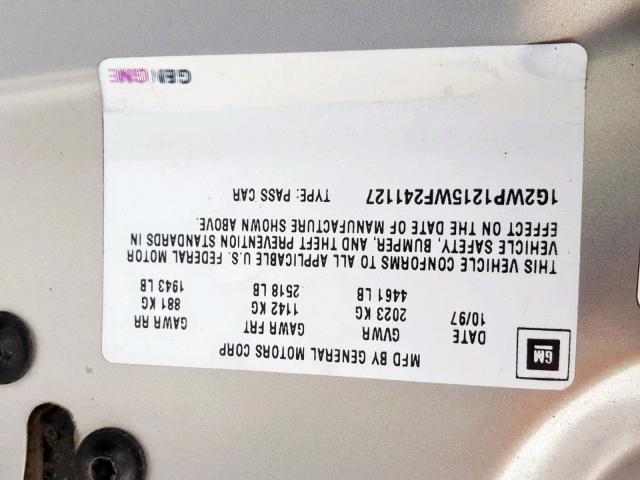 GM
MFD BY GENERAL MOTORS CORP
DATE GVWR GAWR FRT GAWR RR
10/97 2023 KG 1142 KG 881 KG
4461 LB 2518 LB 1943 LB
THIS VEHICLE CONFORMS TO ALL APPLICABLE U.S. FEDERAL MOTOR
VEHICLE SAFETY, BUMPER, AND THEFT PREVENTION STANDARDS IN
EFFECT ON THE DATE OF MANUFACTURE SHOWN ABOVE.
1G2WP1215WF241127 TYPE: PASS CAR